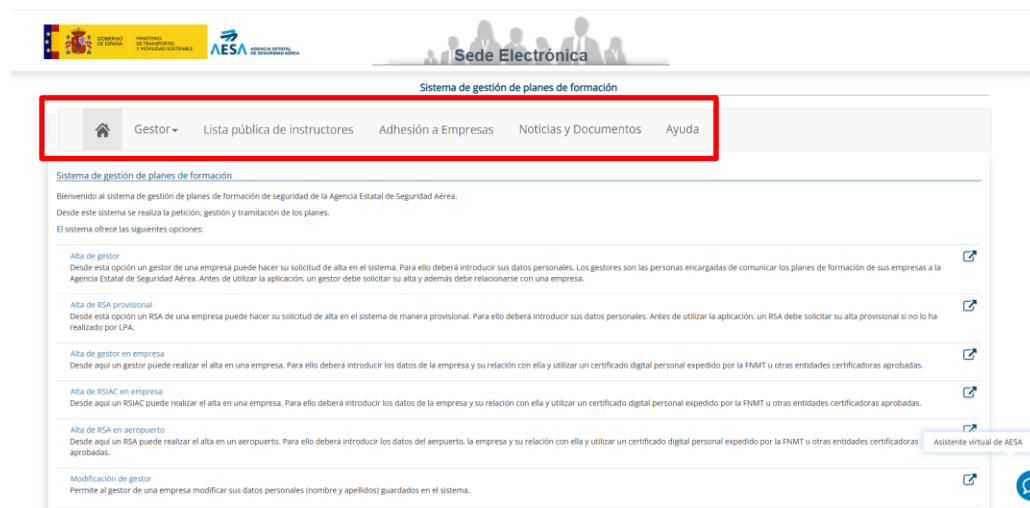 GOBIERNO DE ESPAÑA
MINISTERIO DE TRANSPORTES Y MOVILIDAD SOSTENIBLE
AESA AGENCIA ESTATAL DE SEGURIDAD AÉREA
Sede Electrónica
Sistema de gestión de planes de formación
Gestor Lista pública de instructores Adhesión a Empresas Noticias y Documentos Ayuda
Sistema de gestión de planes de formación
Bienvenido al sistema de gestión de planes de formación de seguridad de la Agencia Estatal de Seguridad Aérea.
Desde este sistema se realiza la petición, gestión y tramitación de los planes.
El sistema ofrece las siguientes opciones:
Alta de gestor
Desde esta opción un gestor de una empresa puede hacer su solicitud de alta en el sistema. Para ello deberá introducir sus datos personales. Los gestores son las personas encargadas de comunicar los planes de formación de sus empresas a la
Agencia Estatal de Seguridad Aérea. Antes de utilizar la aplicación, un gestor debe solicitar su alta y además debe relacionarse con una empresa.
Alta de RSA provisional
Desde esta opción un RSA de una empresa puede hacer su solicitud de alta en el sistema de manera provisional. Para ello deberá introducir sus datos personales. Antes de utilizar la aplicación, un RSA debe solicitar su alta provisional si no lo ha
realizado por LPA.
Alta de gestor en empresa
Desde aquí un gestor puede realizar el alta en una empresa. Para ello deberá introducir los datos de la empresa y su relación con ella y utilizar un certificado digital personal expedido por la FNMT u otras entidades certificadoras aprobadas.
Alta de RSIAC en empresa
Desde aquí un RSIAC puede realizar el alta en una empresa. Para ello deberá introducir los datos de la empresa y su relación con ella y utilizar un certificado digital personal expedido por la FNMT u otras entidades certificadoras aprobadas.
Alta de RSA en aeropuerto
Desde aquí un RSA puede realizar el alta en un aeropuerto. Para ello deberá introducir los datos del aerpuerto, la empresa y su relación con ella y utilizar un certificado digital personal expedido por la FNMT u otras entidades certificadoras
aprobadas.
Asistente virtual de AESA
Modificación de gestor
Permite al gestor de una empresa modificar sus datos personales (nombre y apellidos) guardados en el sistema.